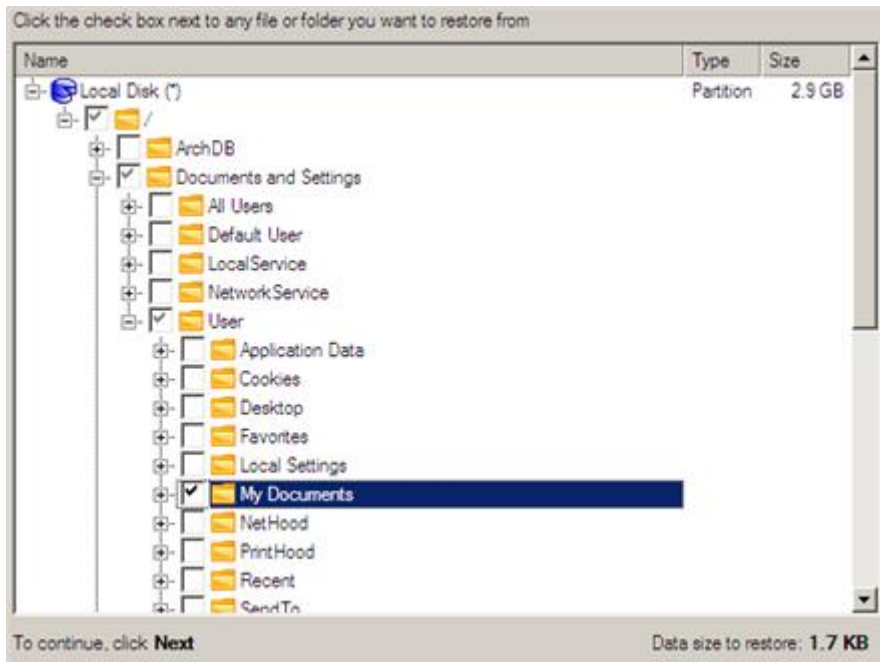 Click the check box next to any file or folder you want to restore from
Name Type Size
Local Disk (*) Partition 2.9 GB
/
ArchDB
Documents and Settings
All Users
Default User
LocalService
NetworkService
User
Application Data
Cookies
Desktop
Favorites
Local Settings
My Documents
NetHood
PrintHood
Recent
SendTo
To continue, click Next Data size to restore: 1.7 KB